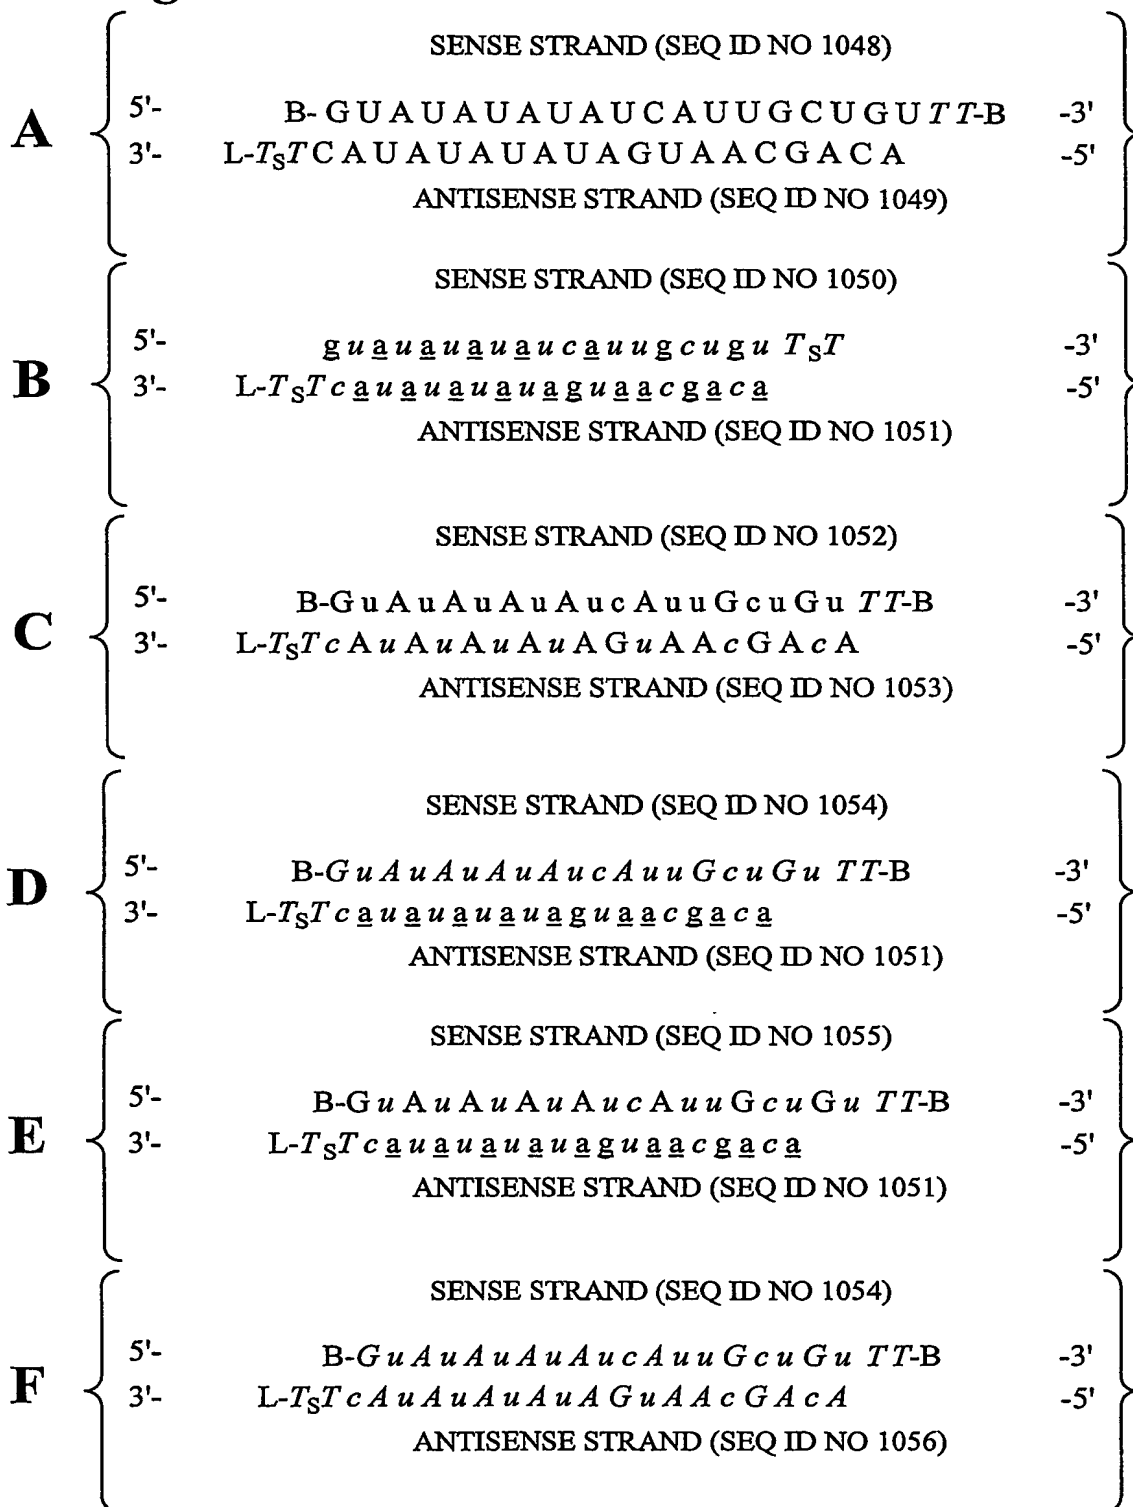 SENSE STRAND (SEQ ID NO 1048)
A
5'- B- G U A U A U A U A U C A U U G C U G U T T-B -3'
3'- L-TSTC A U A U A U A U A G U A A C G A C A -5'
ANTISENSE STRAND (SEQ ID NO 1049)
SENSE STRAND (SEQ ID NO 1050)
B
5'- g u a u a u a u a u c a u u g c u g u TST -3'
3'- L-TSTc a u a u a u a u a g u a a c g a c a -5'
ANTISENSE STRAND (SEQ ID NO 1051)
SENSE STRAND (SEQ ID NO 1052)
C
5'- B-G u A u A u A u A u c A u u G c u G u TT-B -3'
3'- L-TSTc A u A u A u A u A G u A A c G A c A -5'
ANTISENSE STRAND (SEQ ID NO 1053)
SENSE STRAND (SEQ ID NO 1054)
D
5'- B-G u A u A u A u A u c A u u G c u G u TT-B -3'
3'- L-TSTc a u a u a u a u a g u a a c g a c a -5'
ANTISENSE STRAND (SEQ ID NO 1051)
SENSE STRAND (SEQ ID NO 1055)
E
5'- B-G u A u A u A u A u c A u u G c u G u TT-B -3'
3'- L-TSTc a u a u a u a u a g u a a c g a c a -5'
ANTISENSE STRAND (SEQ ID NO 1051)
SENSE STRAND (SEQ ID NO 1054)
F
5'- B-G u A u A u A u A u c A u u G c u G u TT-B -3'
3'- L-TSTc A u A u A u A u A G u A A c G A c A -5'
ANTISENSE STRAND (SEQ ID NO 1056)